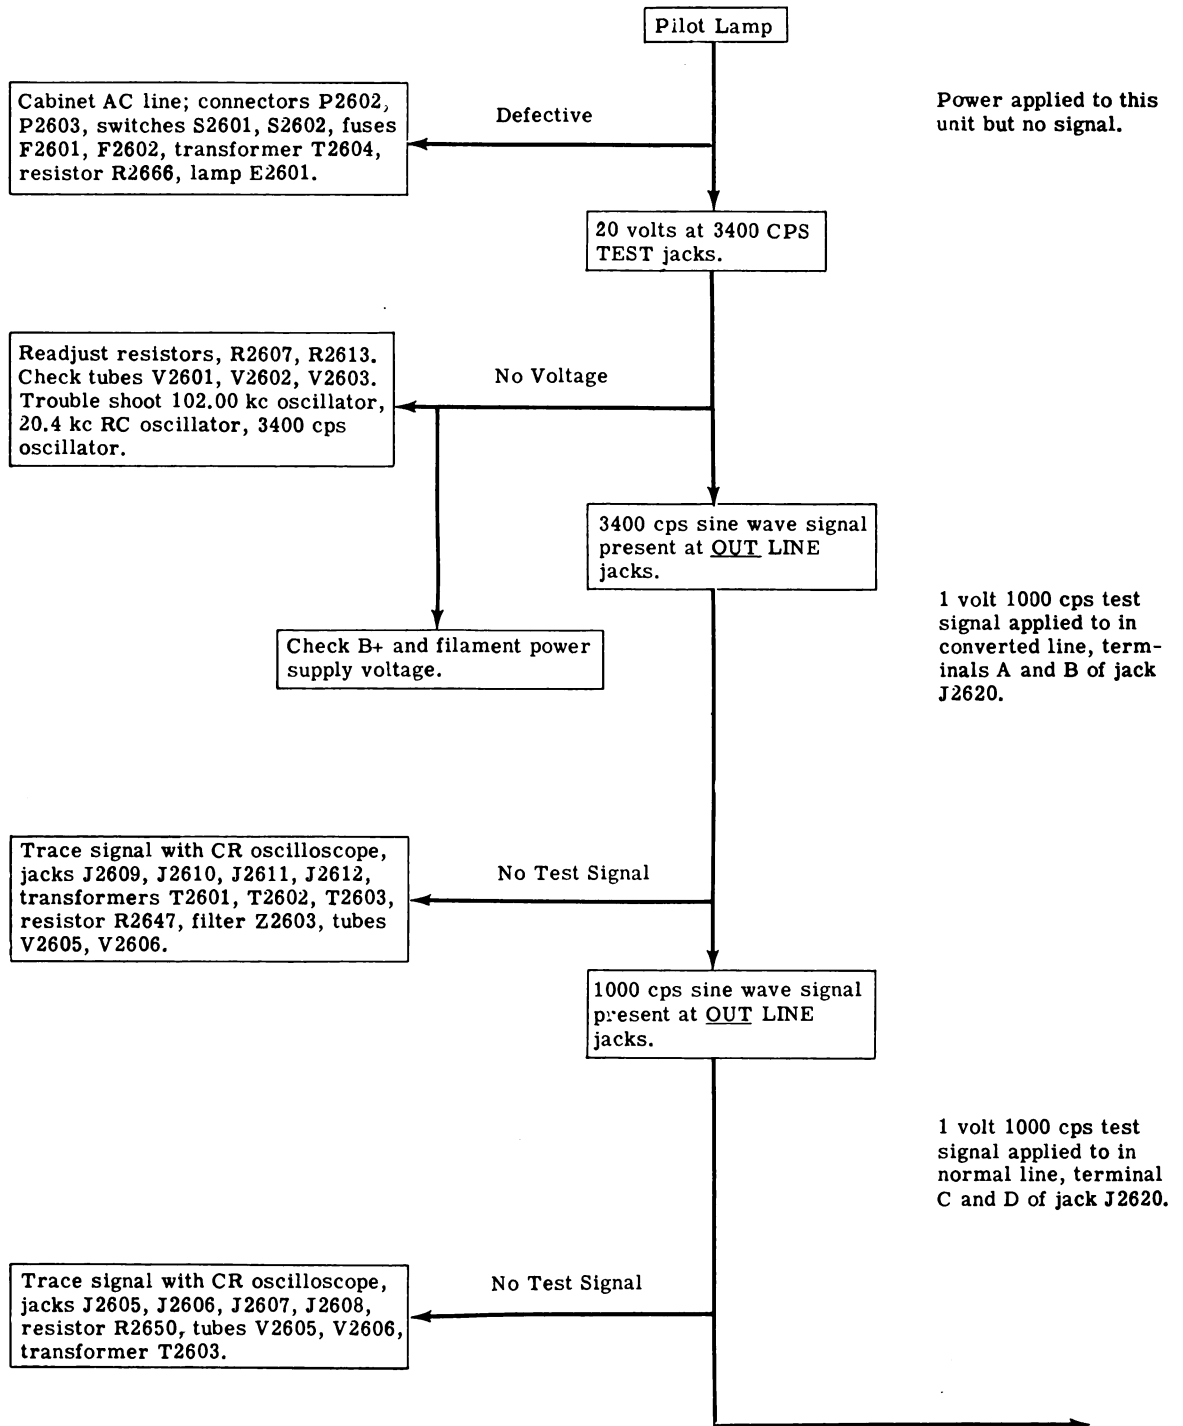 Pilot Lamp
Cabinet AC line; connectors P2602,
P2603, switches S2601, S2602, fuses
F2601, F2602, transformer T2604,
resistor R2666, lamp E2601.
Defective
Power applied to this
unit but no signal.
20 volts at 3400 CPS
TEST jacks.
Readjust resistors, R2607, R2613.
Check tubes V2601, V2602, V2603.
Trouble shoot 102.00 kc oscillator,
20.4 kc RC oscillator, 3400 cps
oscillator.
No Voltage
3400 cps sine wave signal
present at OUT LINE
jacks.
Check B+ and filament power
supply voltage.
1 volt 1000 cps test
signal applied to in
converted line, term-
inals A and B of jack
J2620.
Trace signal with CR oscilloscope,
jacks J2609, J2610, J2611, J2612,
transformers T2601, T2602, T2603,
resistor R2647, filter Z2603, tubes
V2605, V2606.
No Test Signal
1000 cps sine wave signal
present at OUT LINE
jacks.
1 volt 1000 cps test
signal applied to in
normal line, terminal
C and D of jack J2620.
Trace signal with CR oscilloscope,
jacks J2605, J2606, J2607, J2608,
resistor R2650, tubes V2605, V2606,
transformer T2603.
No Test Signal